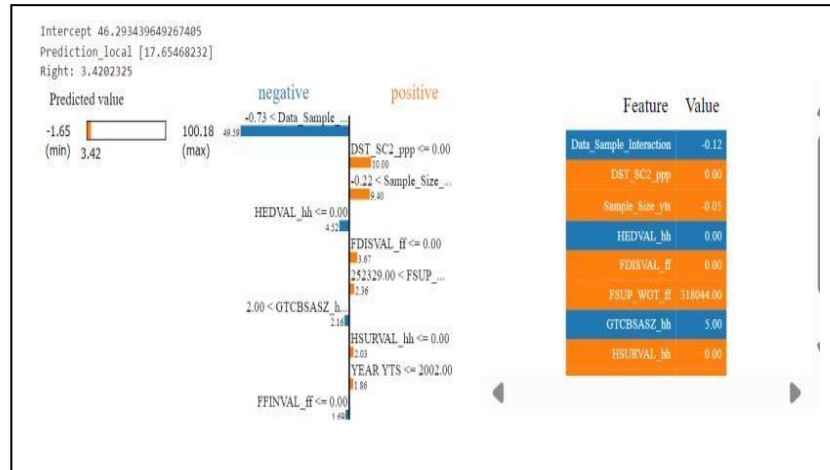 Intercept 46.293439649267405
Prediction_local [17.65468232]
Right: 3.4202325
Predicted value
-1.65
(min)
3.42
100.18
(max)
negative
positive
-0.73 < Data_Sample_...
49.59
DST_SC2_ppp <= 0.00
10.00
-0.22 < Sample_Size_...
9.40
HEDVAL_hh <= 0.00
4.52
FDISVAL_ff <= 0.00
3.67
252329.00 < FSUP_...
2.36
2.00 < GTCBSASZ_h...
2.16
HSURVAL_hh <= 0.00
2.03
YEAR YTS <= 2002.00
1.86
FFINVAL_ff <= 0.00
1.69
Feature Value
Data_Sample_Interaction -0.12
DST_SC2_ppp 0.00
Sample_Size_yts -0.05
HEDVAL_hh 0.00
FDISVAL_ff 0.00
FSUP_WGT_ff 318044.00
GTCBSASZ_hh 5.00
HSURVAL_hh 0.00